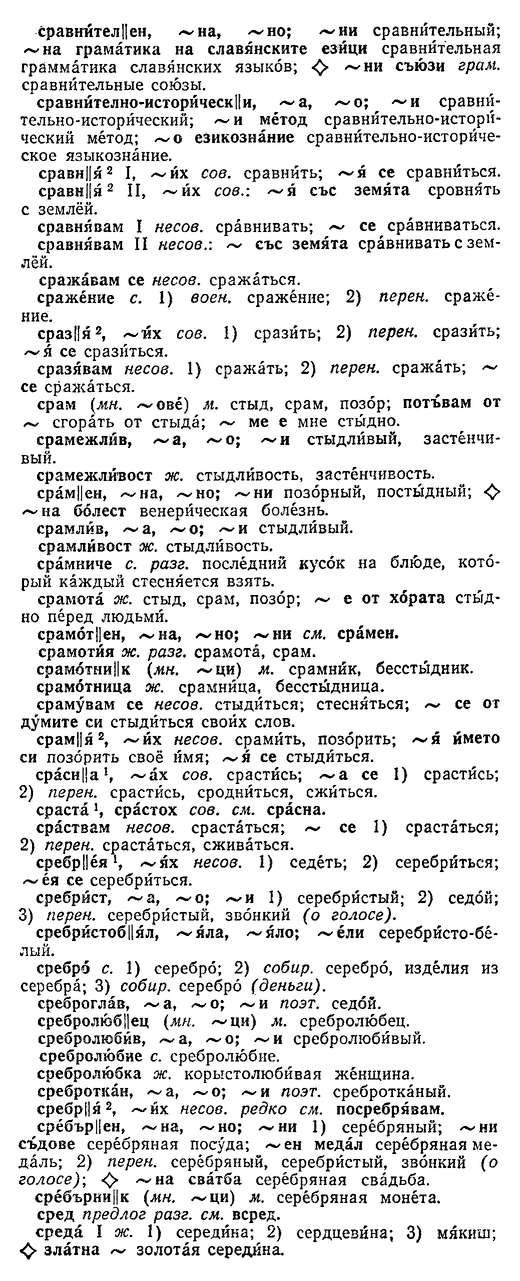 сравни́тел||ен, ~на, ~но; ~ни сравни́тельный;
~на грама́тика на славя́нските ези́ци сравни́тельная
грамма́тика славя́нских языко́в; ◇ ~ни съю́зи грам.
сравни́тельные сою́зы.
сравни́телно-истори́ческ||и, ~а, ~о; ~и сравни́-
тельно-истори́ческий; ~и ме́тод сравни́тельно-истори́-
ческий ме́тод; ~о езикозна́ние сравни́тельно-истори́че-
ское языкозна́ние.
сравн||я́² I, ~и́х сов. сравни́ть; ~я́ се сравни́ться.
сравн||я́² II, ~и́х сов.: ~я́ със земя́та сровня́ть
с землёй.
сравня́вам I несов. сра́внивать; ~ се сра́вниваться.
сравня́вам II несов.: ~ със земя́та сра́внивать с зем-
лёй.
сража́вам се несов. сража́ться.
сраже́ние с. 1) воен. сраже́ние; 2) перен. сраже́-
ние.
сраз||я́², ~и́х сов. 1) срази́ть; 2) перен. срази́ть;
~я́ се срази́ться.
сразя́вам несов. 1) сража́ть; 2) перен. сража́ть; ~
се сража́ться.
срам (мн. ~ове́) м. стыд, срам, позо́р; потъ́вам от
~ сгора́ть от стыда́; ~ ме е мне сты́дно.
срамежли́в, ~а, ~о; ~и стыдли́вый, засте́нчи-
вый.
срамежли́вост ж. стыдли́вость, засте́нчивость.
сра́м||ен, ~на, ~но; ~ни позо́рный, посты́дный; ◇
~на бо́лест венери́ческая боле́знь.
срамли́в, ~а, ~о; ~и стыдли́вый.
срамли́вост ж. стыдли́вость.
сра́мниче с. разг. после́дний кусо́к на блю́де, кото́-
рый ка́ждый стесня́ется взять.
срамота́ ж. стыд, срам, позо́р; ~ е от хо́рата сты́д-
но пе́ред людьми́.
срамо́т||ен, ~на, ~но; ~ни см. сра́мен.
срамоти́я ж. разг. срамота́, срам.
срамо́тни||к (мн. ~ци) м. срамни́к, бессты́дник.
срамо́тница ж. срамни́ца, бессты́дница.
сраму́вам се несов. стыди́ться; стесня́ться; ~ се от
ду́мите си стыди́ться свои́х слов.
срам||я́², ~и́х несов. срами́ть, позо́рить; ~я́ и́мето
си позо́рить своё и́мя; ~я́ се стыди́ться.
сра́сн||а¹, ~ах сов. срасти́сь; ~а се 1) срасти́сь;
2) перен. срасти́сь, сродни́ться, сжи́ться.
сраста́¹, сра́стох сов. см. сра́сна.
сра́ствам несов. сраста́ться; ~ се 1) сраста́ться;
2) перен. сраста́ться, сжива́ться.
сребр||е́я¹, ~я́х несов. 1) седе́ть; 2) серебри́ться;
~е́я се серебри́ться.
сребри́ст, ~а, ~о; ~и 1) серебри́стый; 2) седо́й;
3) перен. серебри́стый, зво́нкий (о голосе).
сребристоб||я́л, ~я́ла, ~я́ло; ~е́ли серебри́сто-бе́-
лый.
сребро́ с. 1) серебро́; 2) собир. серебро́, изде́лия из
серебра́; 3) собир. серебро́ (деньги).
среброгла́в, ~а, ~о; ~и поэт. седо́й.
сребролю́б||ец (мн. ~ци) м. сребролю́бец.
сребролюби́в, ~а, ~о; ~и сребролюби́вый.
сребролю́бие с. сребролю́бие.
сребролю́бка ж. корыстолюби́вая же́нщина.
сребротка́н, ~а, ~о; ~и поэт. среброtка́ный.
сребр||я́², ~и́х несов. редко см. посребря́вам.
сре́бър||ен, ~на, ~но; ~ни 1) сере́бряный; ~ни
съ́дове сере́бряная посу́да; ~ен меда́л сере́бряная ме-
да́ль; 2) перен. сере́бряный, серебри́стый, зво́нкий (о
голосе); ◇ ~на сва́тба сере́бряная сва́дьба.
сре́бърни||к (мн. ~ци) м. сере́бряная моне́та.
сред предлог разг. см. всред.
среда́ I ж. 1) середи́на; 2) сердцеви́на; 3) мя́киш;
◇ зла́тна ~ золота́я середи́на.